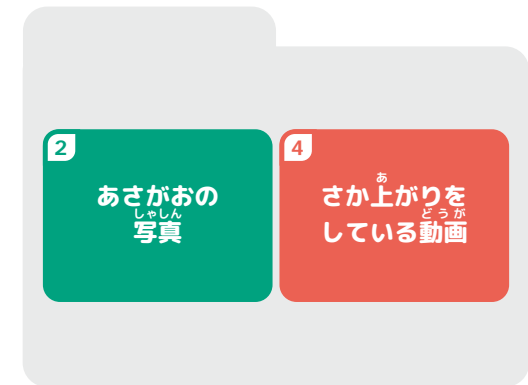 2
あさがおの
しゃしん
写真
4
あ
さか上がりを
どうが
している動画